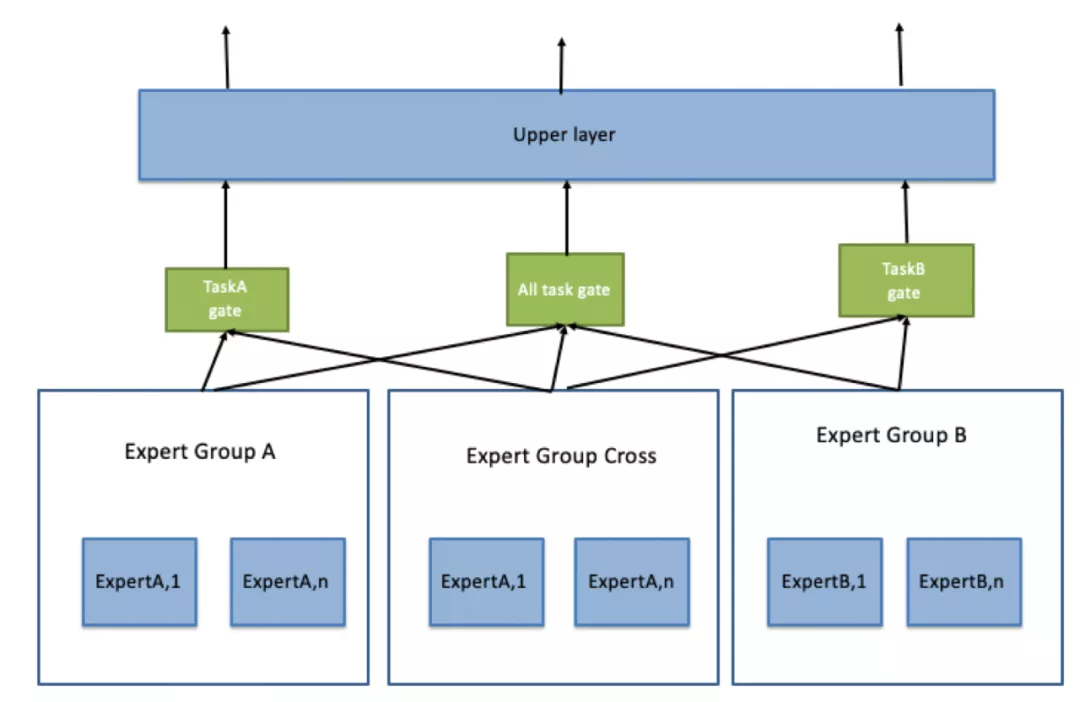 Upper layer
TaskA
gate
All task gate
TaskB
gate
Expert Group A
Expert Group Cross
Expert Group B
ExpertA,1
ExpertA,n
ExpertA,1
ExpertA,n
ExpertB,1
ExpertB,n